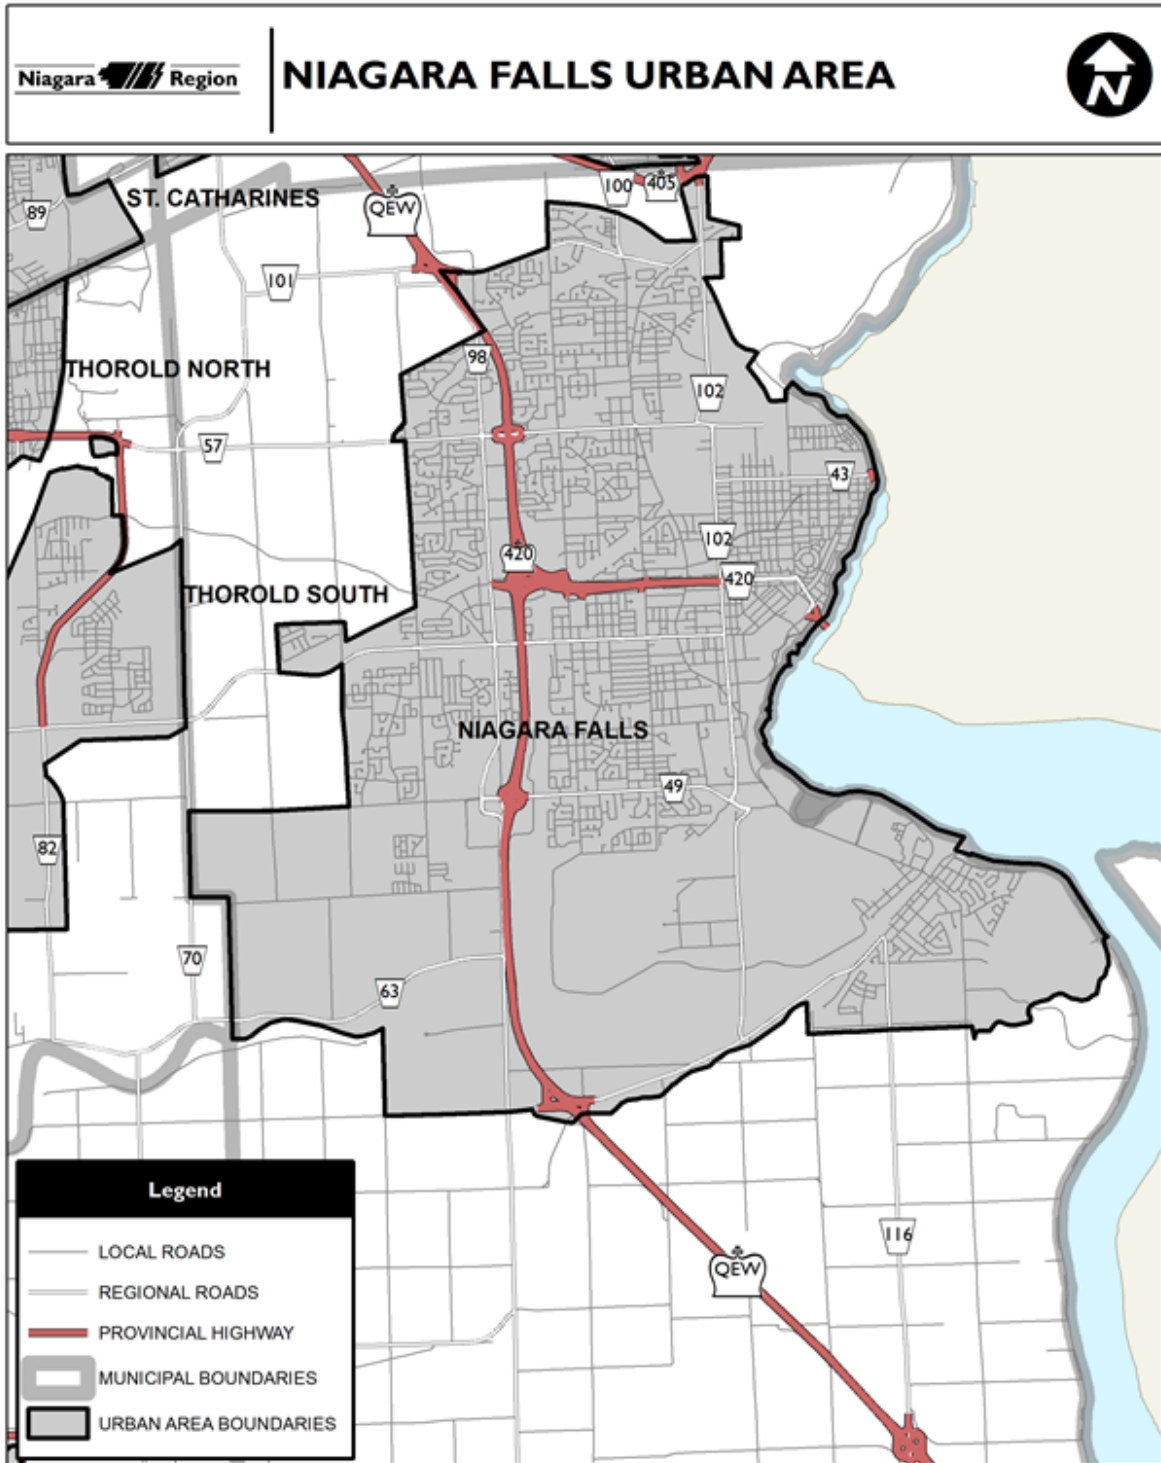 Niagara Region
NIAGARA FALLS URBAN AREA
N
ST. CATHARINES
100
405
89
QEW
101
98
THOROLD NORTH
102
57
43
102
420
420
THOROLD SOUTH
NIAGARA FALLS
49
82
70
63
116
QEW
Legend
LOCAL ROADS
REGIONAL ROADS
PROVINCIAL HIGHWAY
MUNICIPAL BOUNDARIES
URBAN AREA BOUNDARIES